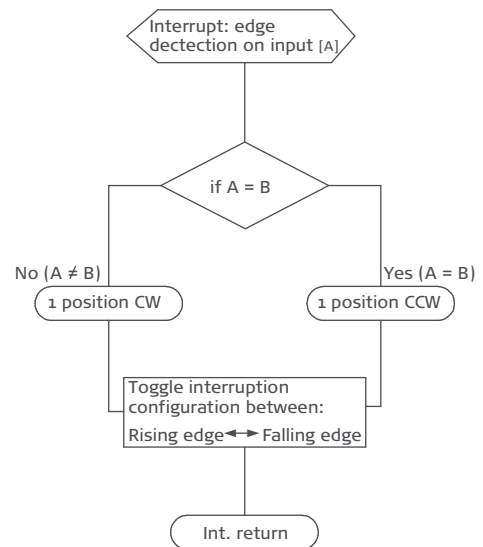 Interrupt: edge
dectection on input [A]
if A = B
No (A ≠ B)
Yes (A = B)
1 position CW
1 position CCW
Toggle interruption
configuration between:
Rising edge ↔ Falling edge
Int. return